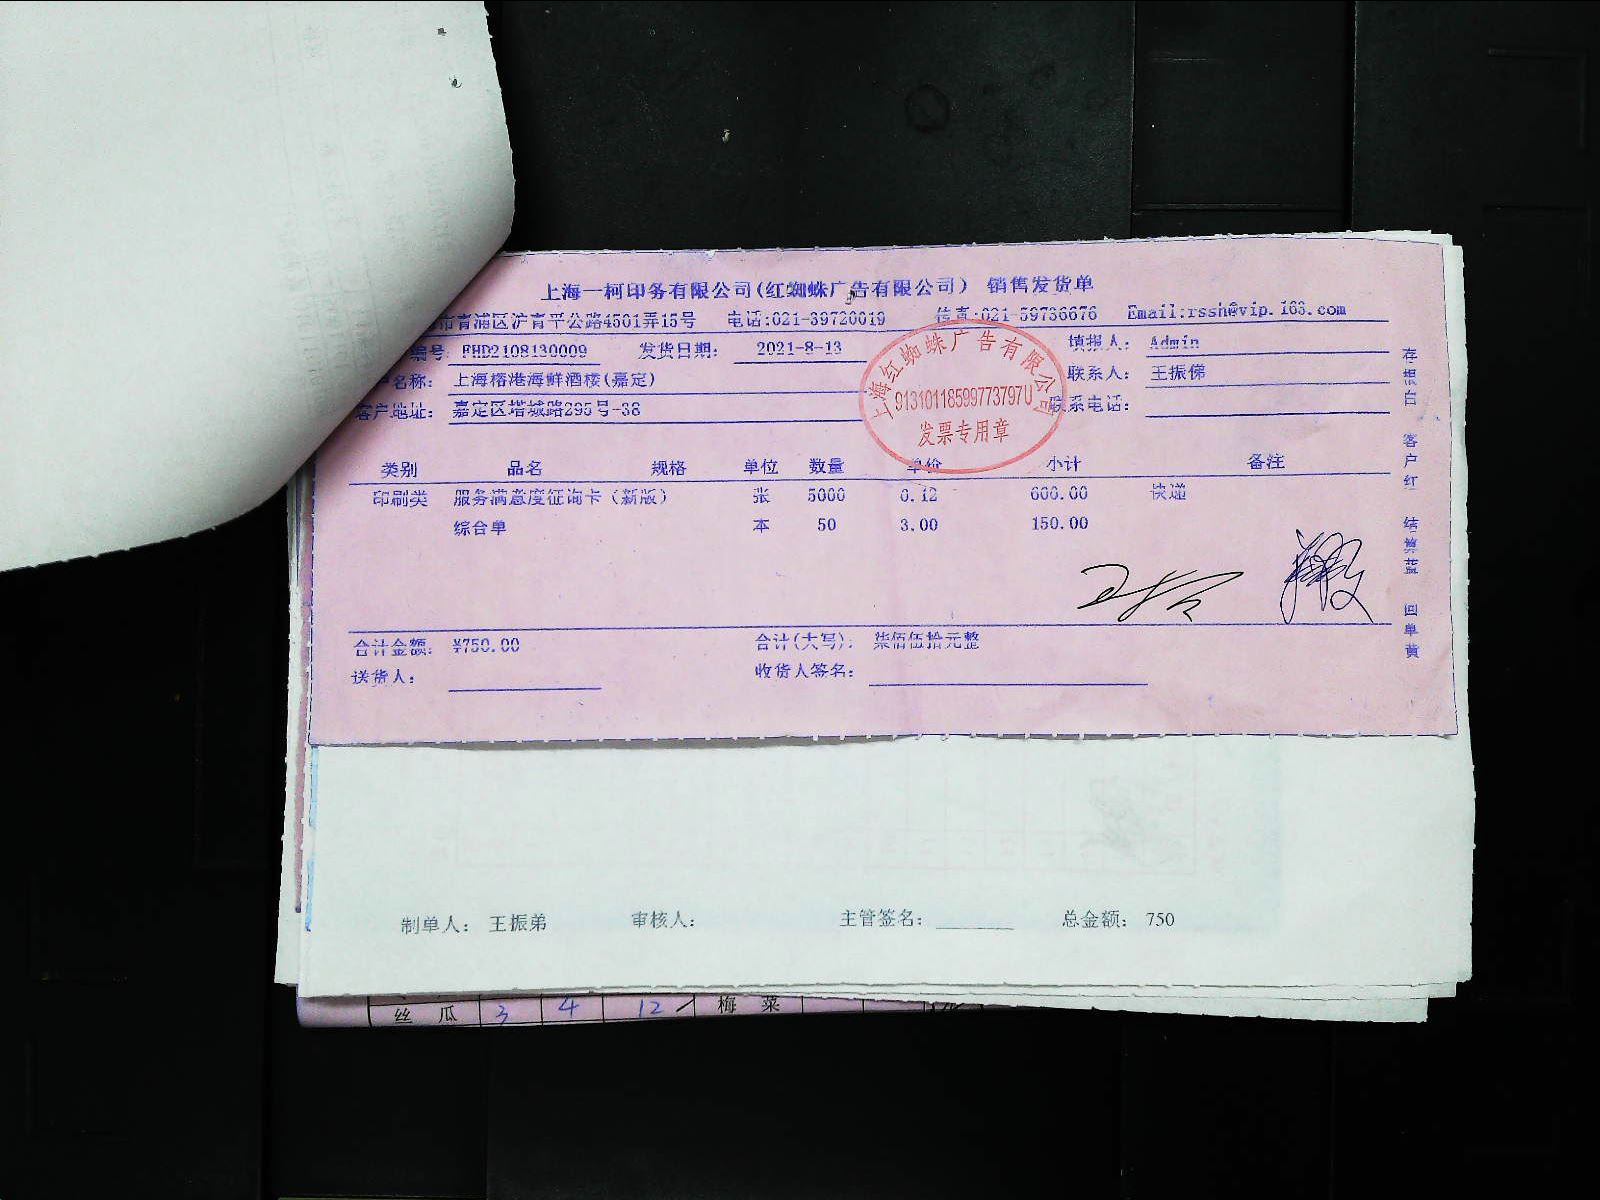 上海一柯印务有限公司(红蜘蛛广告有限公司) 销售发货单
市青浦区沪青平公路4501弄15号 电话:021-39720019 传真:021-59736676 Email:rssh@vip.163.com
编号 FHD2108130009 发货日期: 2021-8-13 填报人: Admin
户名称: 上海榕港海鲜酒楼(嘉定) 联系人: 王振俤
客户地址: 嘉定区塔城路295号-38 联系电话:
上海红蜘蛛广告有限公司
91310118599773797U
发票专用章
类别 品名 规格 单位 数量 单价 小计 备注
印刷类 服务满意度征询卡(新版) 张 5000 0.12 600.00 快递
综合单 本 50 3.00 150.00
合计金额: ¥750.00 合计(大写): 柒佰伍拾元整
送货人: 收货人签名:
存根白 客户红 结算蓝 回单黄
制单人: 王振弟 审核人: 主管签名: 总金额: 750
丝瓜 3 4 12 梅菜